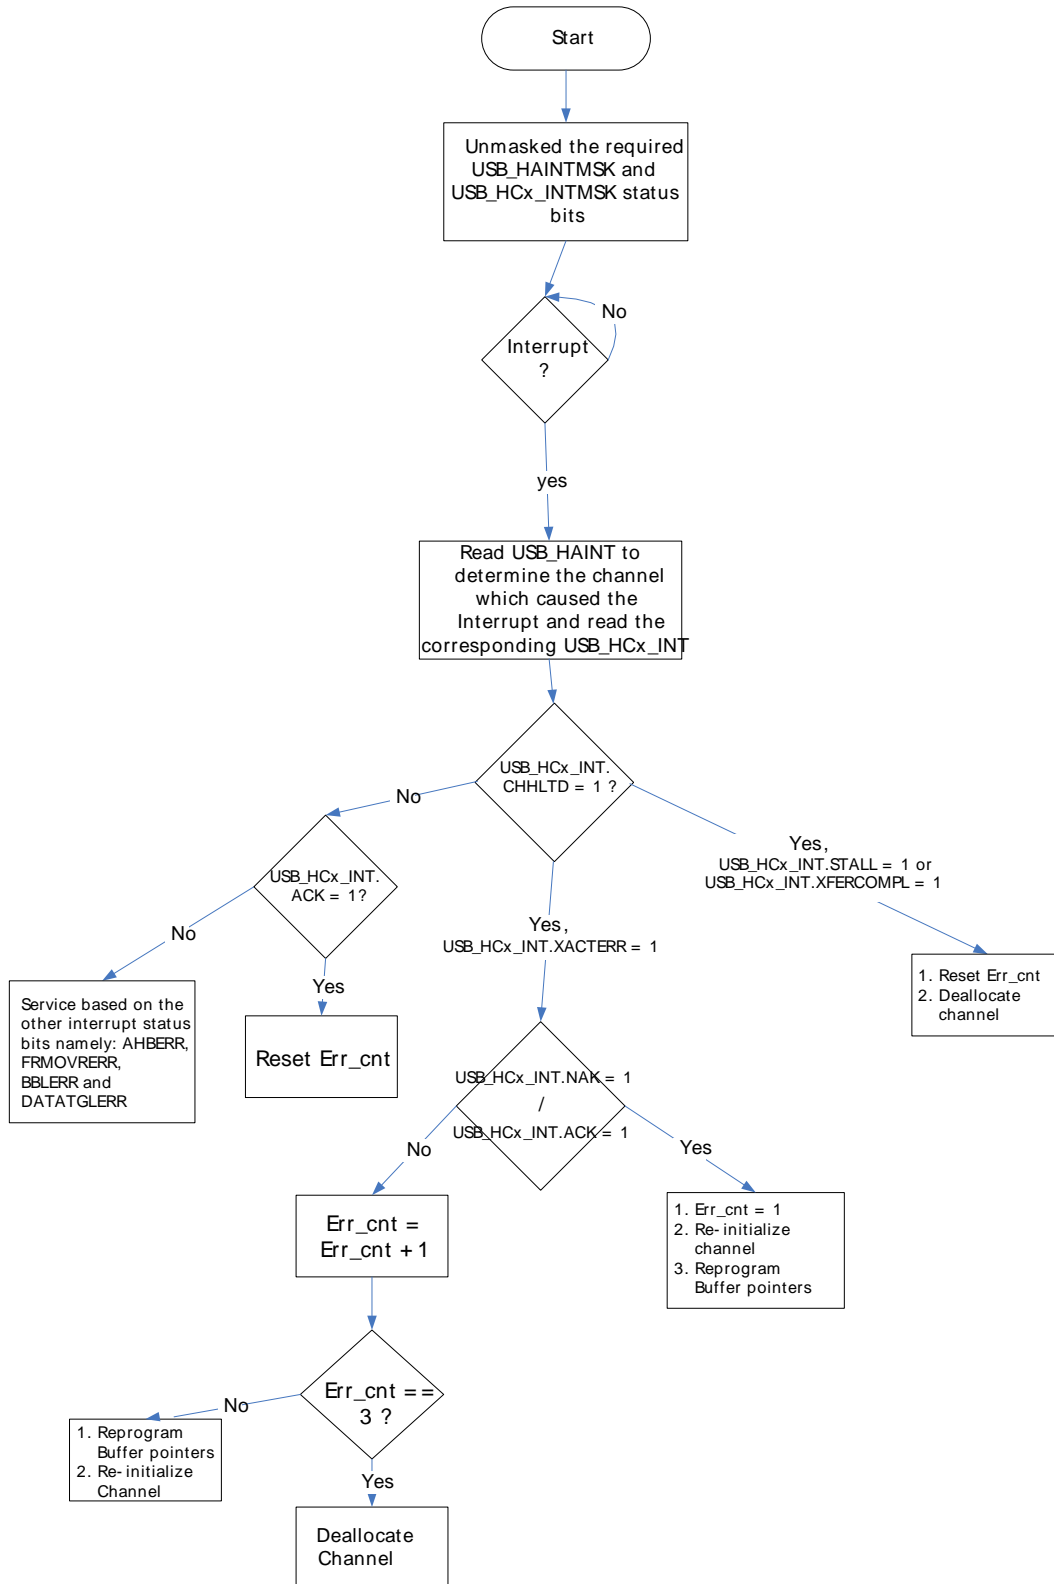 Start
Unmasked the required
USB_HAINTMSK and
USB_HCx_INTMSK status
bits
No
Interrupt
?
yes
Read USB_HAINT to
determine the channel
which caused the
Interrupt and read the
corresponding USB_HCx_INT
USB_HCx_INT.
CHHLTD = 1 ?
No
Yes,
USB_HCx_INT.STALL = 1 or
USB_HCx_INT.XFERCOMPL = 1
USB_HCx_INT.
ACK = 1?
No
Yes
Yes,
USB_HCx_INT.XACTERR = 1
Service based on the
other interrupt status
bits namely: AHBERR,
FRMOVRERR,
BBLERR and
DATATGLERR
Reset Err_cnt
1. Reset Err_cnt
2. Deallocate
channel
USB_HCx_INT.NAK = 1
/
USB_HCx_INT.ACK = 1
No
Yes
Err_cnt =
Err_cnt + 1
1. Err_cnt = 1
2. Re-initialize
channel
3. Reprogram
Buffer pointers
Err_cnt ==
3 ?
No
Yes
1. Reprogram
Buffer pointers
2. Re-initialize
Channel
Deallocate
Channel